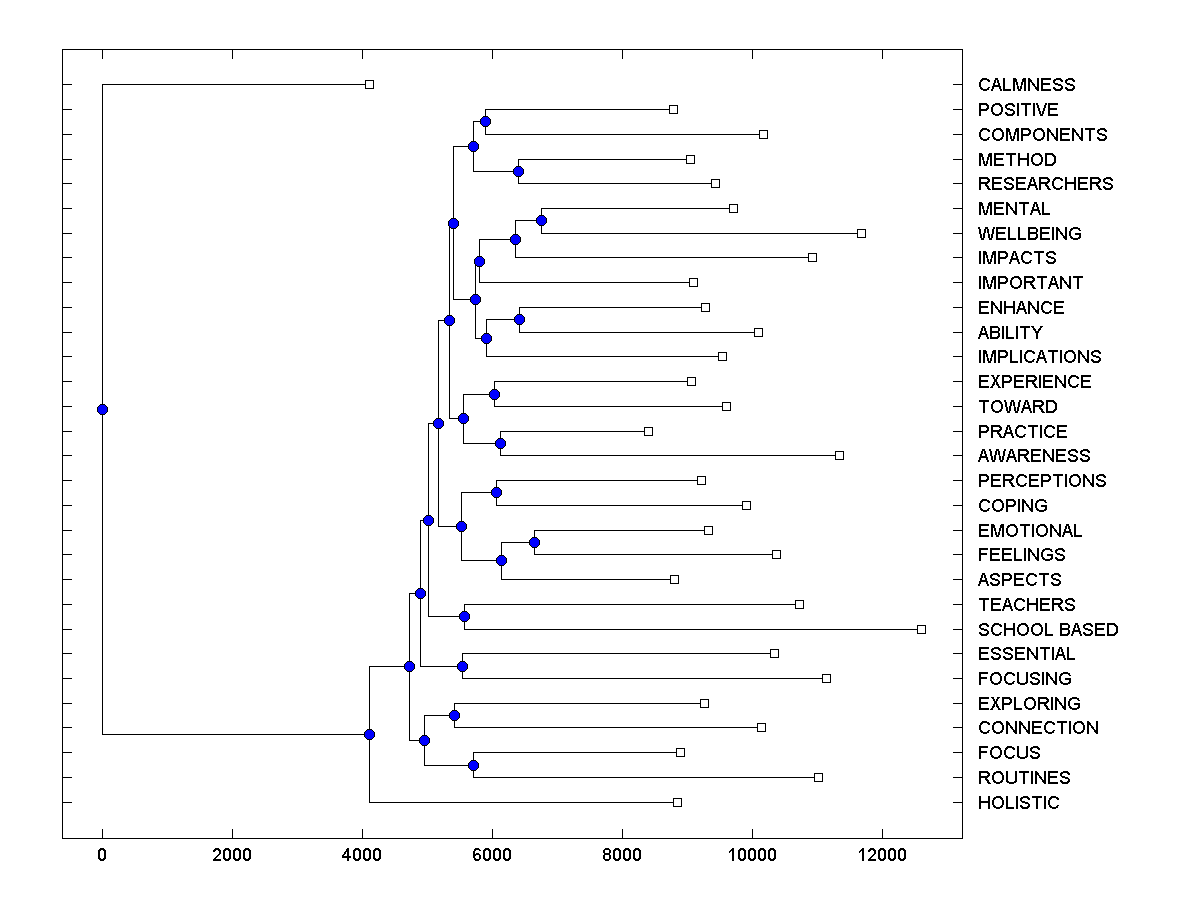 CALMNESS
POSITIVE
COMPONENTS
METHOD
RESEARCHERS
MENTAL
WELLBEING
IMPACTS
IMPORTANT
ENHANCE
ABILITY
IMPLICATIONS
EXPERIENCE
TOWARD
PRACTICE
AWARENESS
PERCEPTIONS
COPING
EMOTIONAL
FEELINGS
ASPECTS
TEACHERS
SCHOOL BASED
ESSENTIAL
FOCUSING
EXPLORING
CONNECTION
FOCUS
ROUTINES
HOLISTIC
0 2000 4000 6000 8000 10000 12000